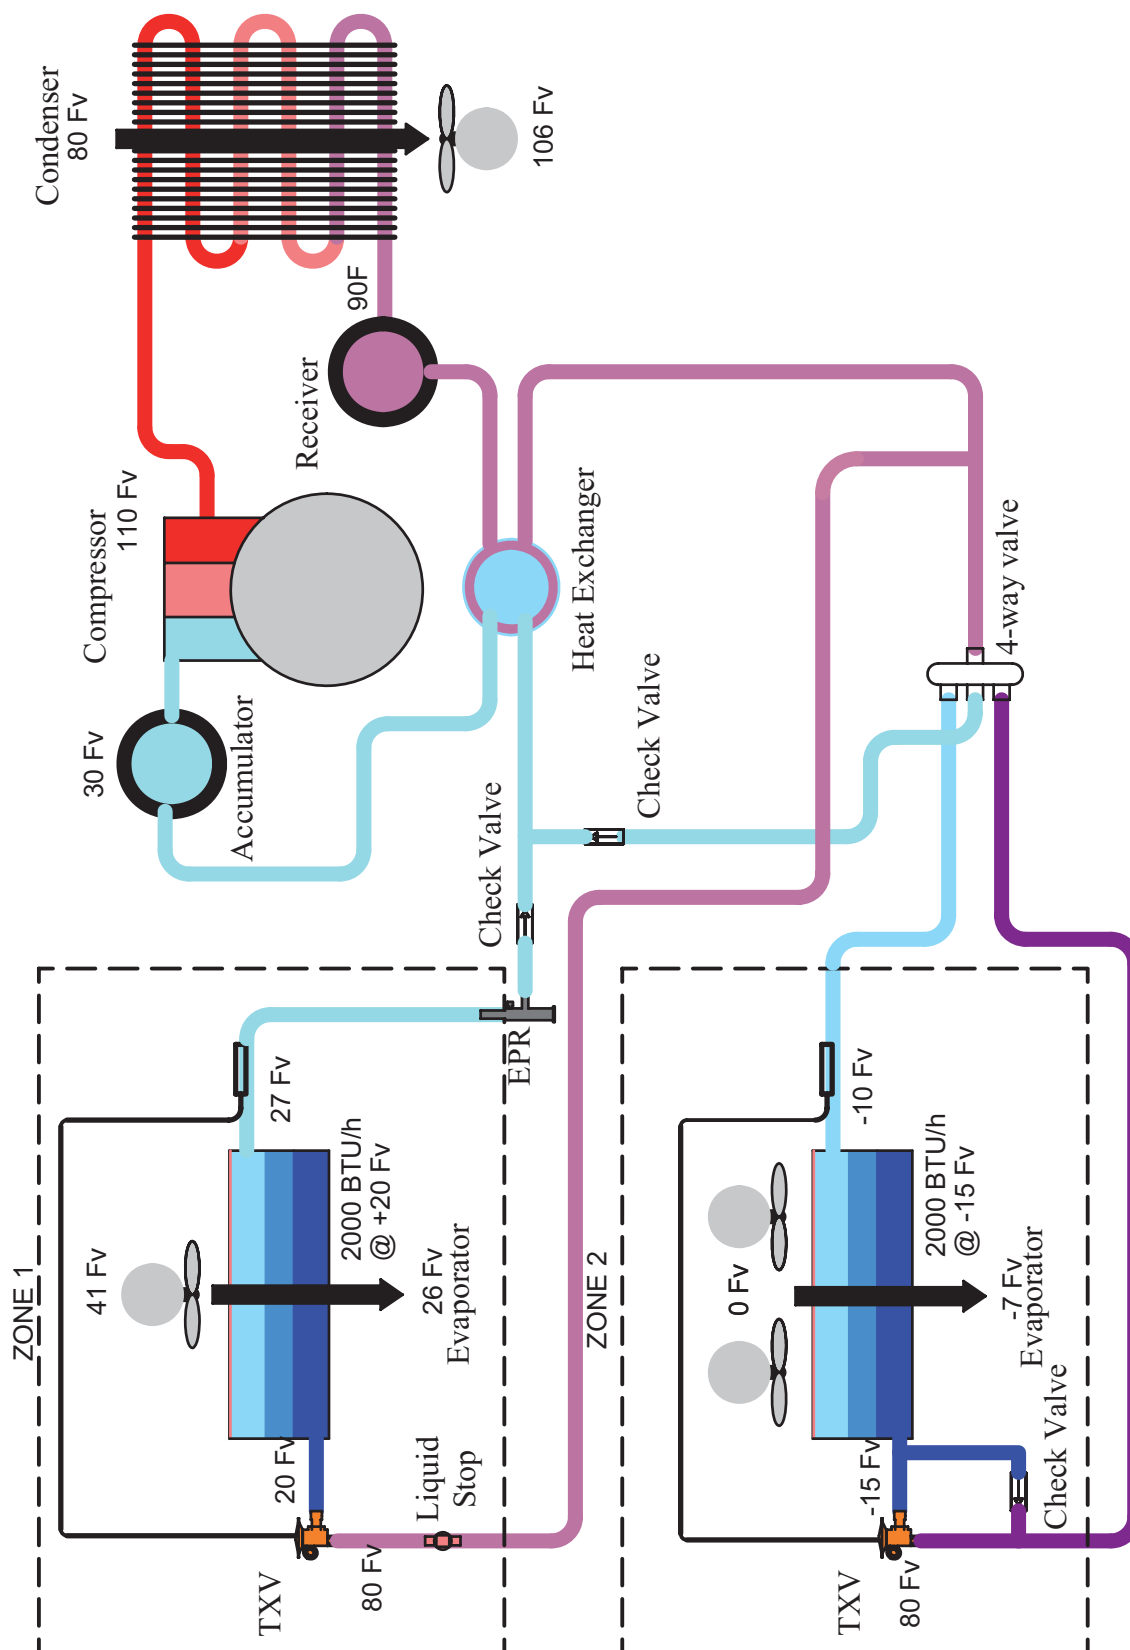 Condenser
80 Fv
106 Fv
90F
Receiver
Compressor
110 Fv
30 Fv
Accumulator
Heat Exchanger
4-way valve
Check Valve
Check Valve
EPR
ZONE 1
41 Fv
27 Fv
2000 BTU/h
@ +20 Fv
26 Fv
Evaporator
20 Fv
Liquid
Stop
80 Fv
TXV
ZONE 2
0 Fv
-10 Fv
2000 BTU/h
@ -15 Fv
-7 Fv
Evaporator
-15 Fv
Check Valve
80 Fv
TXV